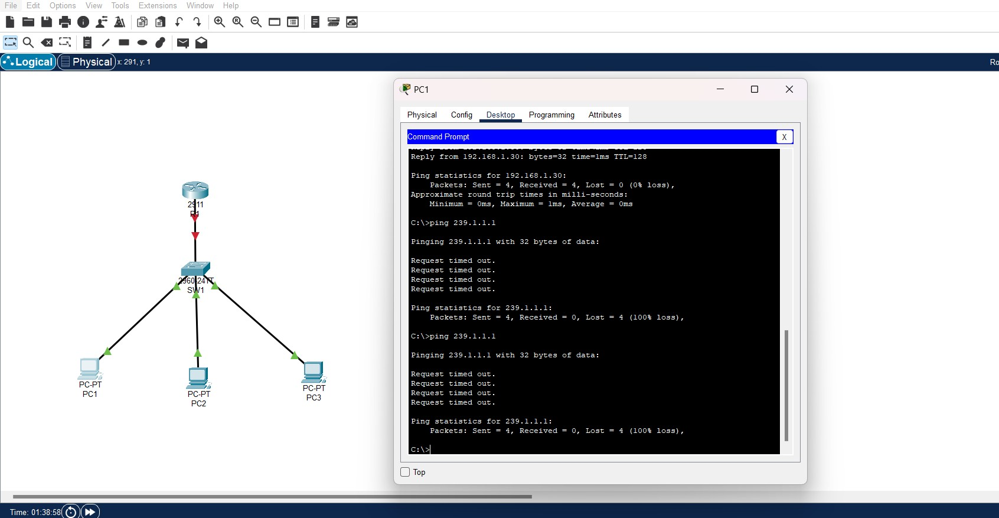 File Edit Options View Tools Extensions Window Help
Logical Physical x: 291, y: 1
Ro
PC1
Physical Config Desktop Programming Attributes
Command Prompt X
Reply from 192.168.1.30: bytes=32 time=1ms TTL=128
Ping statistics for 192.168.1.30:
Packets: Sent = 4, Received = 4, Lost = 0 (0% loss),
Approximate round trip times in milli-seconds:
Minimum = 0ms, Maximum = 1ms, Average = 0ms
C:\>ping 239.1.1.1
Pinging 239.1.1.1 with 32 bytes of data:
Request timed out.
Request timed out.
Request timed out.
Request timed out.
Ping statistics for 239.1.1.1:
Packets: Sent = 4, Received = 0, Lost = 4 (100% loss),
C:\>ping 239.1.1.1
Pinging 239.1.1.1 with 32 bytes of data:
Request timed out.
Request timed out.
Request timed out.
Request timed out.
Ping statistics for 239.1.1.1:
Packets: Sent = 4, Received = 0, Lost = 4 (100% loss),
C:\>
Top
2911
R1
2960-24TT
SW1
PC-PT
PC1
PC-PT
PC2
PC-PT
PC3
Time: 01:38:58